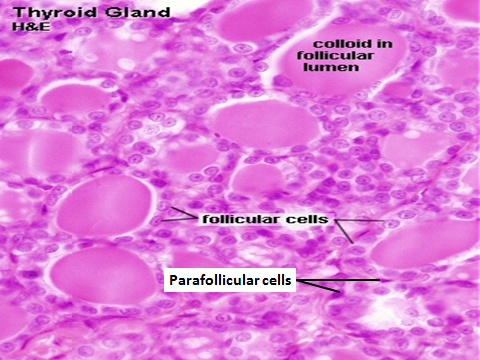 Thyroid Gland
H&E
colloid in
follicular
lumen
follicular cells
Parafollicular cells